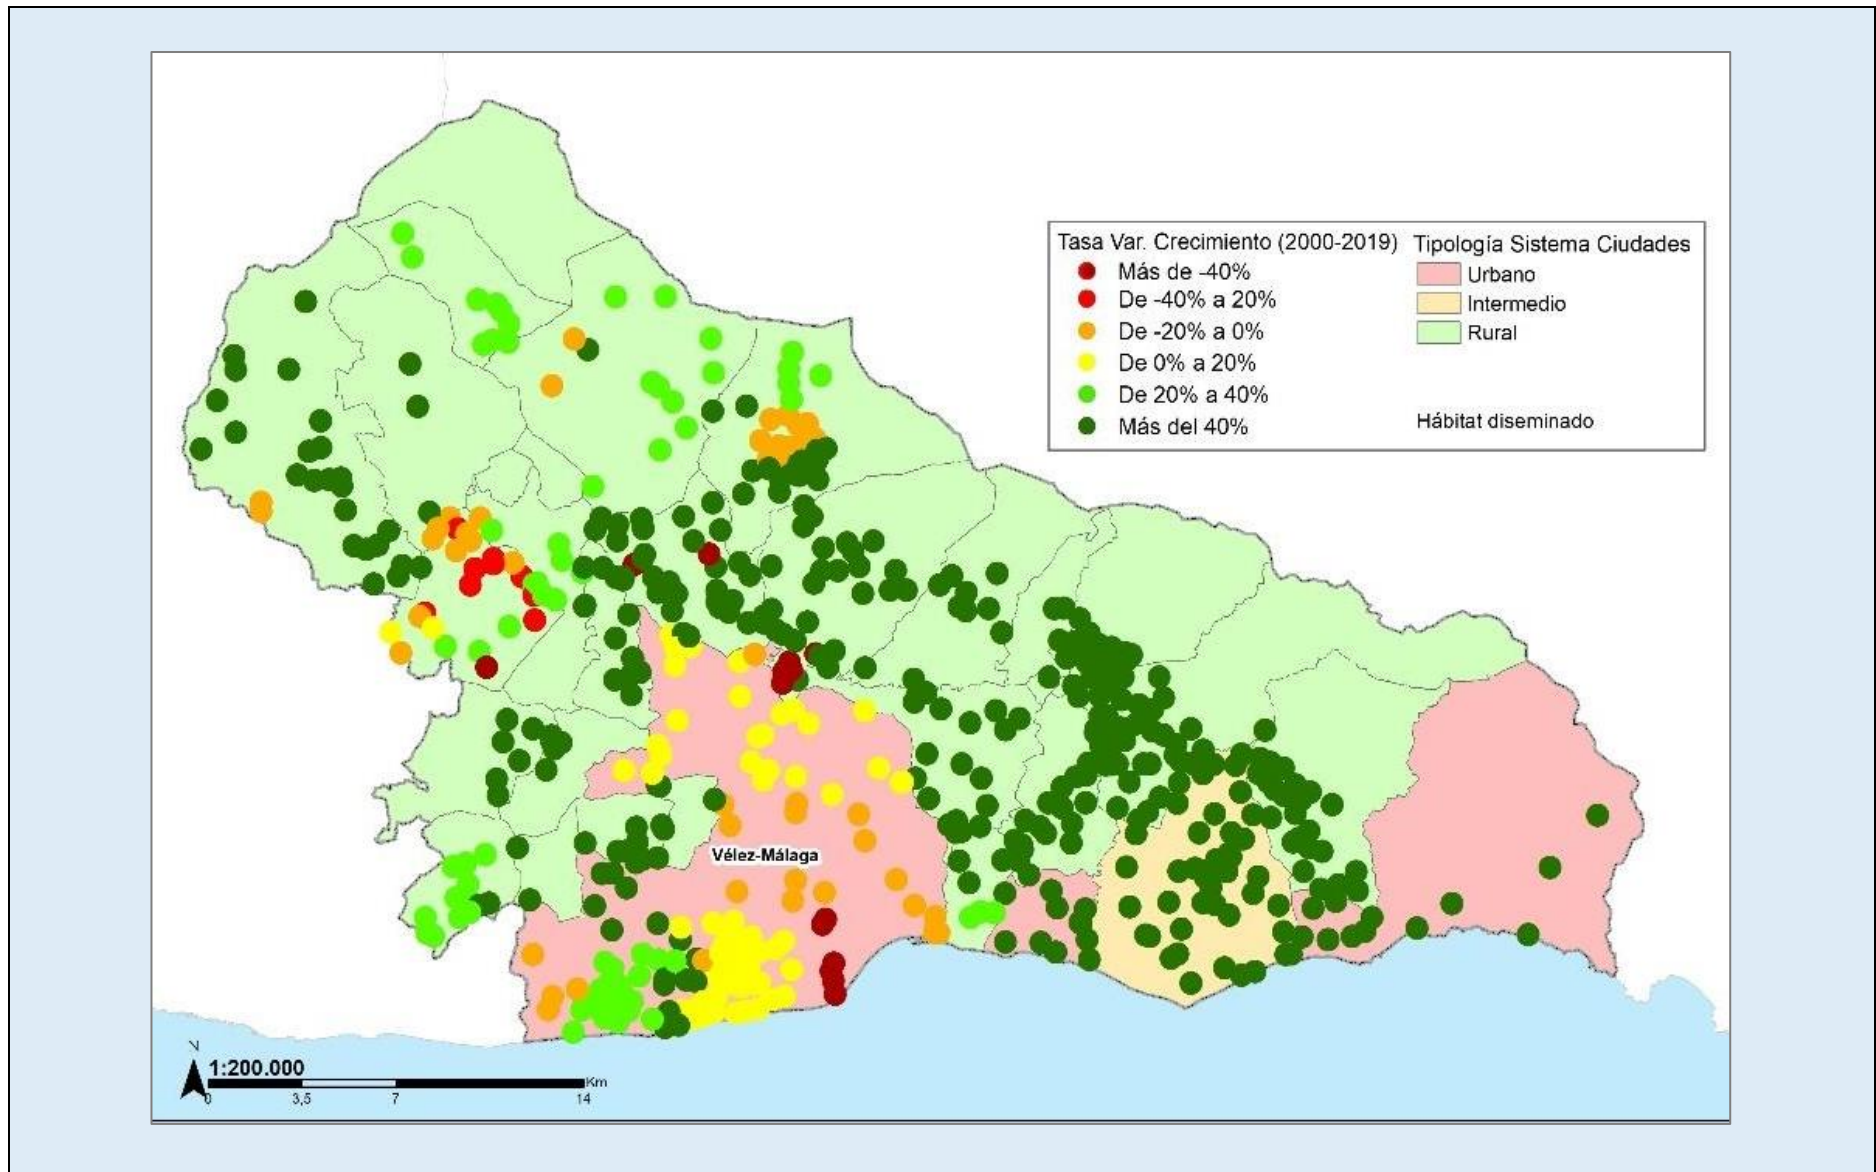 Tasa Var. Crecimiento (2000-2019)
Más de -40%
De -40% a 20%
De -20% a 0%
De 0% a 20%
De 20% a 40%
Más del 40%
Tipología Sistema Ciudades
Urbano
Intermedio
Rural
Hábitat diseminado
Vélez-Málaga
N
1:200.000
Km
0 3,5 7 14